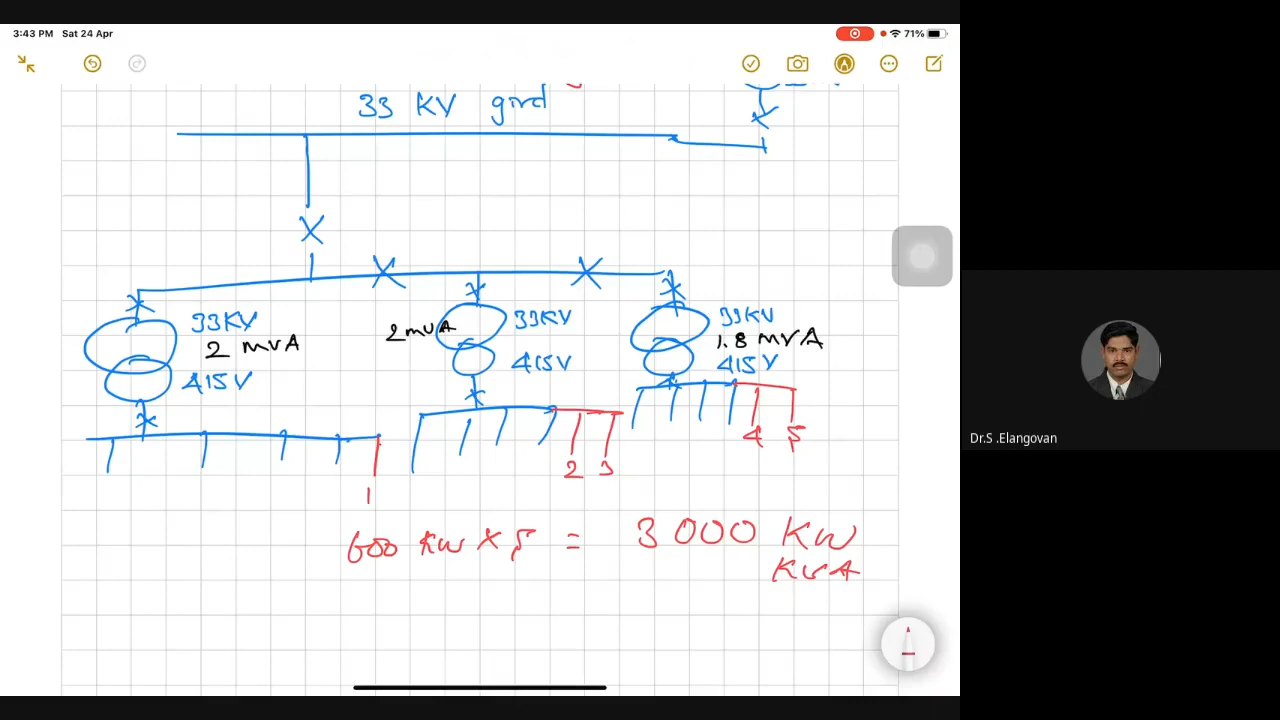 3:43 PM Sat 24 Apr
71%
33 KV gird
33KV
2 MVA
415V
2 MVA
33KV
415V
33KV
1.8 MVA
415V
1
2 3
4 5
600 KW X 5 = 3000 KW
KVA
Dr.S .Elangovan